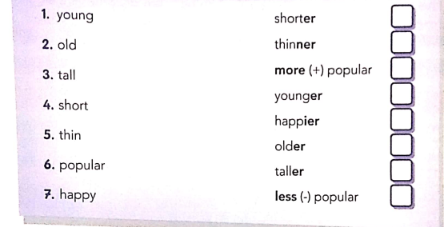 1. young
2. old
3. tall
4. short
5. thin
6. popular
7. happy
shorter
thinner
more (+) popular
younger
happier
older
taller
less (-) popular